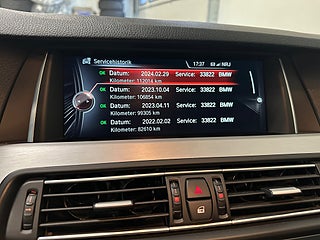 Servicehistorik 17:37 NRJ
OK Datum: 2024.02.29 Service: 33822 BMW
Kilometer: 112014 km
OK Datum: 2023.10.04 Service: 33822 BMW
Kilometer: 106854 km
OK Datum: 2023.04.11 Service: 33822 BMW
Kilometer: 99305 km
OK Datum: 2022.02.02 Service: 33822 BMW
Kilometer: 82610 km